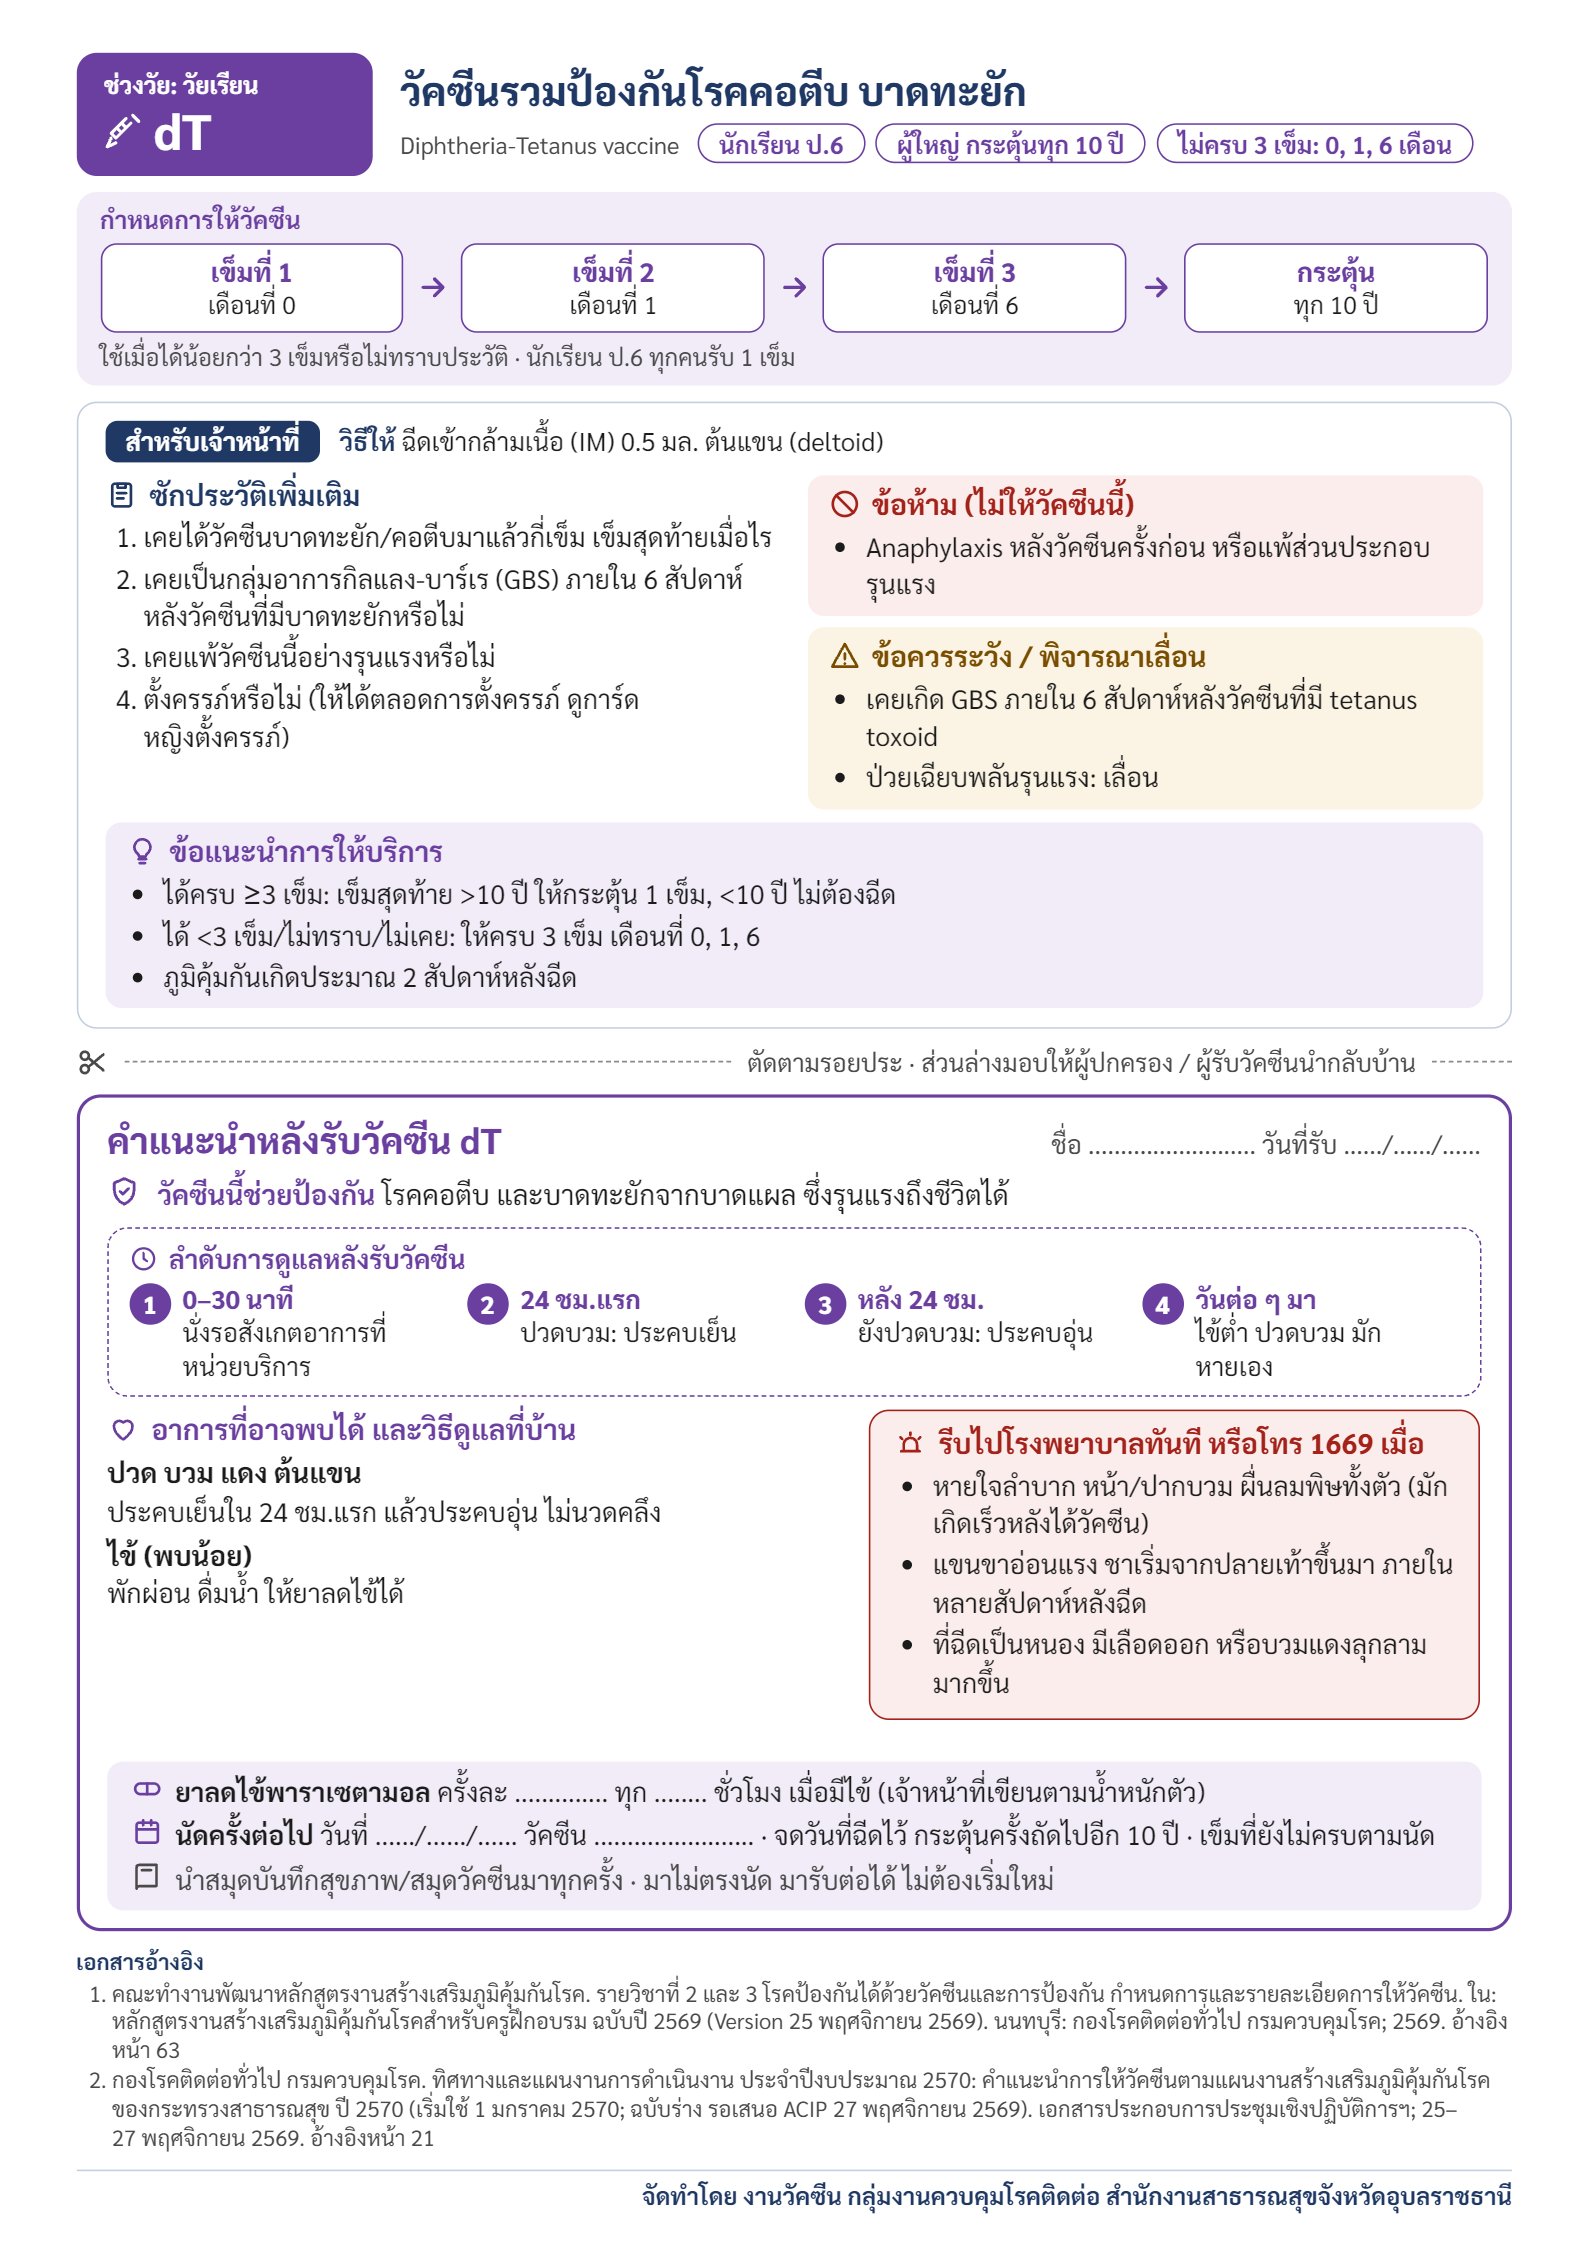 ช่วงวัย: วัยเรียน
dT
วัคซีนรวมป้องกันโรคคอตีบ บาดทะยัก
Diphtheria-Tetanus vaccine นักเรียน ป.6 ผู้ใหญ่ กระตุ้นทุก 10 ปี ไม่ครบ 3 เข็ม: 0, 1, 6 เดือน
กำหนดการให้วัคซีน
เข็มที่ 1
เดือนที่ 0
→
เข็มที่ 2
เดือนที่ 1
→
เข็มที่ 3
เดือนที่ 6
→
กระตุ้น
ทุก 10 ปี
ใช้เมื่อได้น้อยกว่า 3 เข็มหรือไม่ทราบประวัติ · นักเรียน ป.6 ทุกคนรับ 1 เข็ม
สำหรับเจ้าหน้าที่ วิธีให้ ฉีดเข้ากล้ามเนื้อ (IM) 0.5 มล. ต้นแขน (deltoid)
ซักประวัติเพิ่มเติม
1. เคยได้วัคซีนบาดทะยัก/คอตีบมาแล้วกี่เข็ม เข็มสุดท้ายเมื่อไร
2. เคยเป็นกลุ่มอาการกิลแลง-บาร์เร (GBS) ภายใน 6 สัปดาห์
หลังวัคซีนที่มีบาดทะยักหรือไม่
3. เคยแพ้วัคซีนนี้อย่างรุนแรงหรือไม่
4. ตั้งครรภ์หรือไม่ (ให้ได้ตลอดการตั้งครรภ์ ดูการ์ด
หญิงตั้งครรภ์)
ข้อห้าม (ไม่ให้วัคซีนนี้)
• Anaphylaxis หลังวัคซีนครั้งก่อน หรือแพ้ส่วนประกอบ
รุนแรง
ข้อควรระวัง / พิจารณาเลื่อน
• เคยเกิด GBS ภายใน 6 สัปดาห์หลังวัคซีนที่มี tetanus
toxoid
• ป่วยเฉียบพลันรุนแรง: เลื่อน
ข้อแนะนำการให้บริการ
• ได้ครบ ≥3 เข็ม: เข็มสุดท้าย >10 ปี ให้กระตุ้น 1 เข็ม, <10 ปี ไม่ต้องฉีด
• ได้ <3 เข็ม/ไม่ทราบ/ไม่เคย: ให้ครบ 3 เข็ม เดือนที่ 0, 1, 6
• ภูมิคุ้มกันเกิดประมาณ 2 สัปดาห์หลังฉีด
ตัดตามรอยประ · ส่วนล่างมอบให้ผู้ปกครอง / ผู้รับวัคซีนนำกลับบ้าน
คำแนะนำหลังรับวัคซีน dT
ชื่อ .......................... วันที่รับ ....../....../......
วัคซีนนี้ช่วยป้องกัน โรคคอตีบ และบาดทะยักจากบาดแผล ซึ่งรุนแรงถึงชีวิตได้
ลำดับการดูแลหลังรับวัคซีน
1 0–30 นาที
นั่งรอสังเกตอาการที่
หน่วยบริการ
2 24 ชม.แรก
ปวดบวม: ประคบเย็น
3 หลัง 24 ชม.
ยังปวดบวม: ประคบอุ่น
4 วันต่อ ๆ มา
ไข้ต่ำ ปวดบวม มัก
หายเอง
อาการที่อาจพบได้ และวิธีดูแลที่บ้าน
ปวด บวม แดง ต้นแขน
ประคบเย็นใน 24 ชม.แรก แล้วประคบอุ่น ไม่นวดคลึง
ไข้ (พบน้อย)
พักผ่อน ดื่มน้ำ ให้ยาลดไข้ได้
รีบไปโรงพยาบาลทันที หรือโทร 1669 เมื่อ
• หายใจลำบาก หน้า/ปากบวม ผื่นลมพิษทั้งตัว (มัก
เกิดเร็วหลังได้วัคซีน)
• แขนขาอ่อนแรง ชาเริ่มจากปลายเท้าขึ้นมา ภายใน
หลายสัปดาห์หลังฉีด
• ที่ฉีดเป็นหนอง มีเลือดออก หรือบวมแดงลุกลาม
มากขึ้น
ยาลดไข้พาราเซตามอล ครั้งละ .............. ทุก ........ ชั่วโมง เมื่อมีไข้ (เจ้าหน้าที่เขียนตามน้ำหนักตัว)
นัดครั้งต่อไป วันที่ ....../....../...... วัคซีน ........................ · จดวันที่ฉีดไว้ กระตุ้นครั้งถัดไปอีก 10 ปี · เข็มที่ยังไม่ครบตามนัด
นำสมุดบันทึกสุขภาพ/สมุดวัคซีนมาทุกครั้ง · มาไม่ตรงนัด มารับต่อได้ ไม่ต้องเริ่มใหม่
เอกสารอ้างอิง
1. คณะทำงานพัฒนาหลักสูตรงานสร้างเสริมภูมิคุ้มกันโรค. รายวิชาที่ 2 และ 3 โรคป้องกันได้ด้วยวัคซีนและการป้องกัน กำหนดการและรายละเอียดการให้วัคซีน. ใน:
หลักสูตรงานสร้างเสริมภูมิคุ้มกันโรคสำหรับครูฝึกอบรม ฉบับปี 2569 (Version 25 พฤศจิกายน 2569). นนทบุรี: กองโรคติดต่อทั่วไป กรมควบคุมโรค; 2569. อ้างอิง
หน้า 63
2. กองโรคติดต่อทั่วไป กรมควบคุมโรค. ทิศทางและแผนงานการดำเนินงาน ประจำปีงบประมาณ 2570: คำแนะนำการให้วัคซีนตามแผนงานสร้างเสริมภูมิคุ้มกันโรค
ของกระทรวงสาธารณสุข ปี 2570 (เริ่มใช้ 1 มกราคม 2570; ฉบับร่าง รอเสนอ ACIP 27 พฤศจิกายน 2569). เอกสารประกอบการประชุมเชิงปฏิบัติการฯ; 25–
27 พฤศจิกายน 2569. อ้างอิงหน้า 21
จัดทำโดย งานวัคซีน กลุ่มงานควบคุมโรคติดต่อ สำนักงานสาธารณสุขจังหวัดอุบลราชธานี